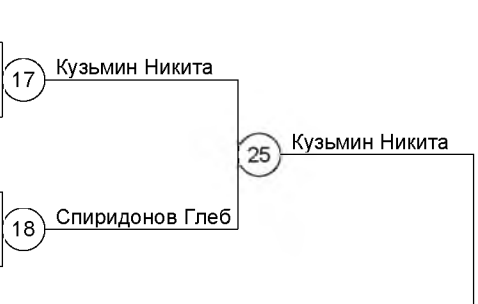 Кузьмин Никита
17
25
Кузьмин Никита
Спиридонов Глеб
18